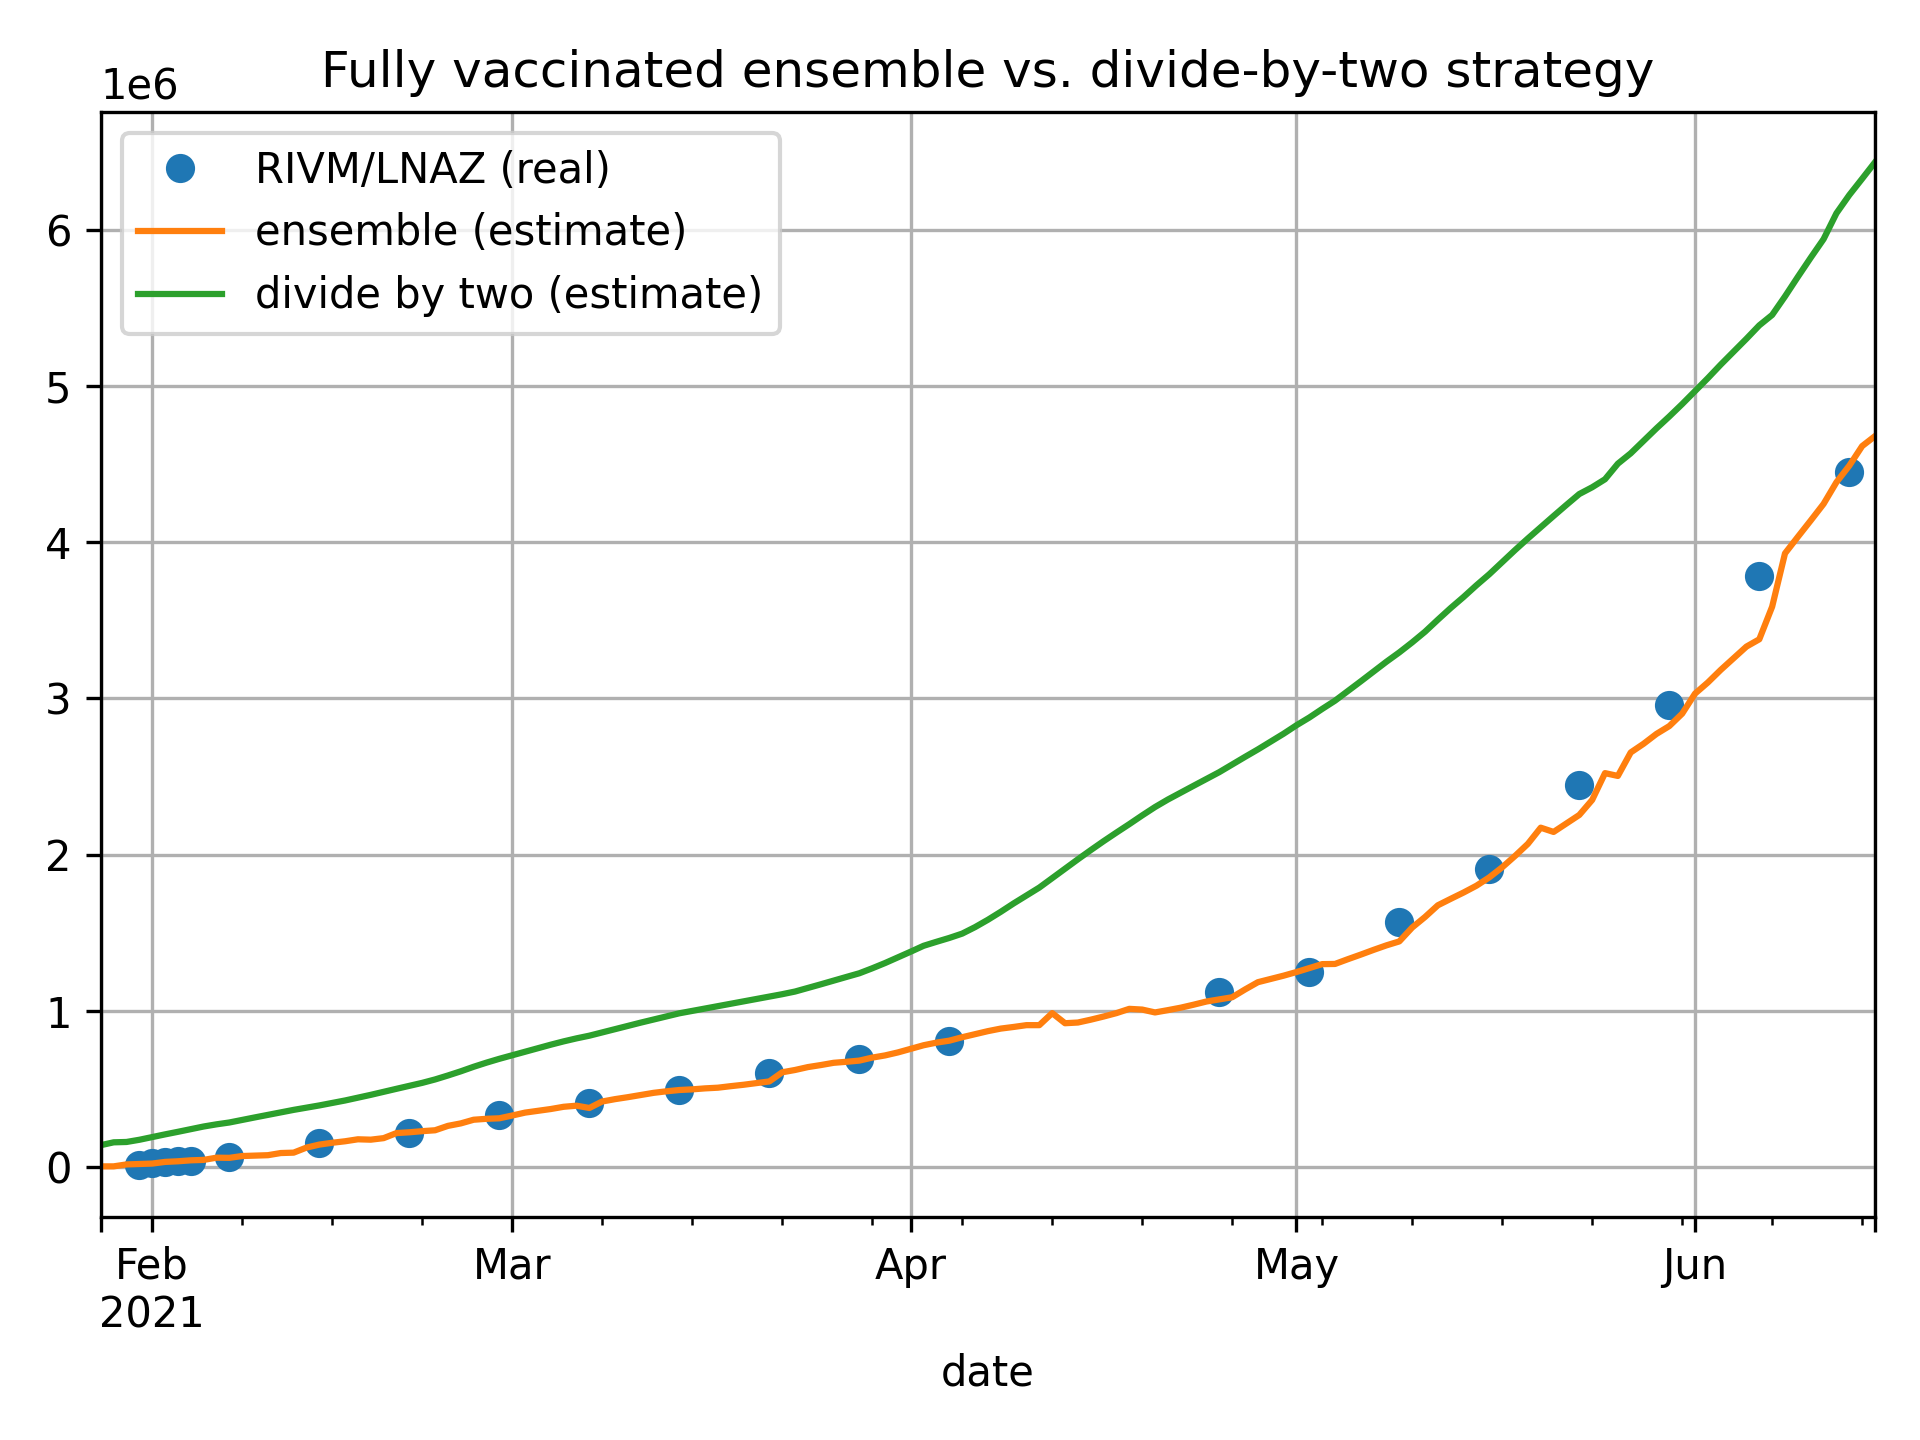 Fully vaccinated ensemble vs. divide-by-two strategy
1e6
RIVM/LNAZ (real)
ensemble (estimate)
divide by two (estimate)
6
5
4
3
2
1
0
Feb Mar Apr May Jun
2021
date